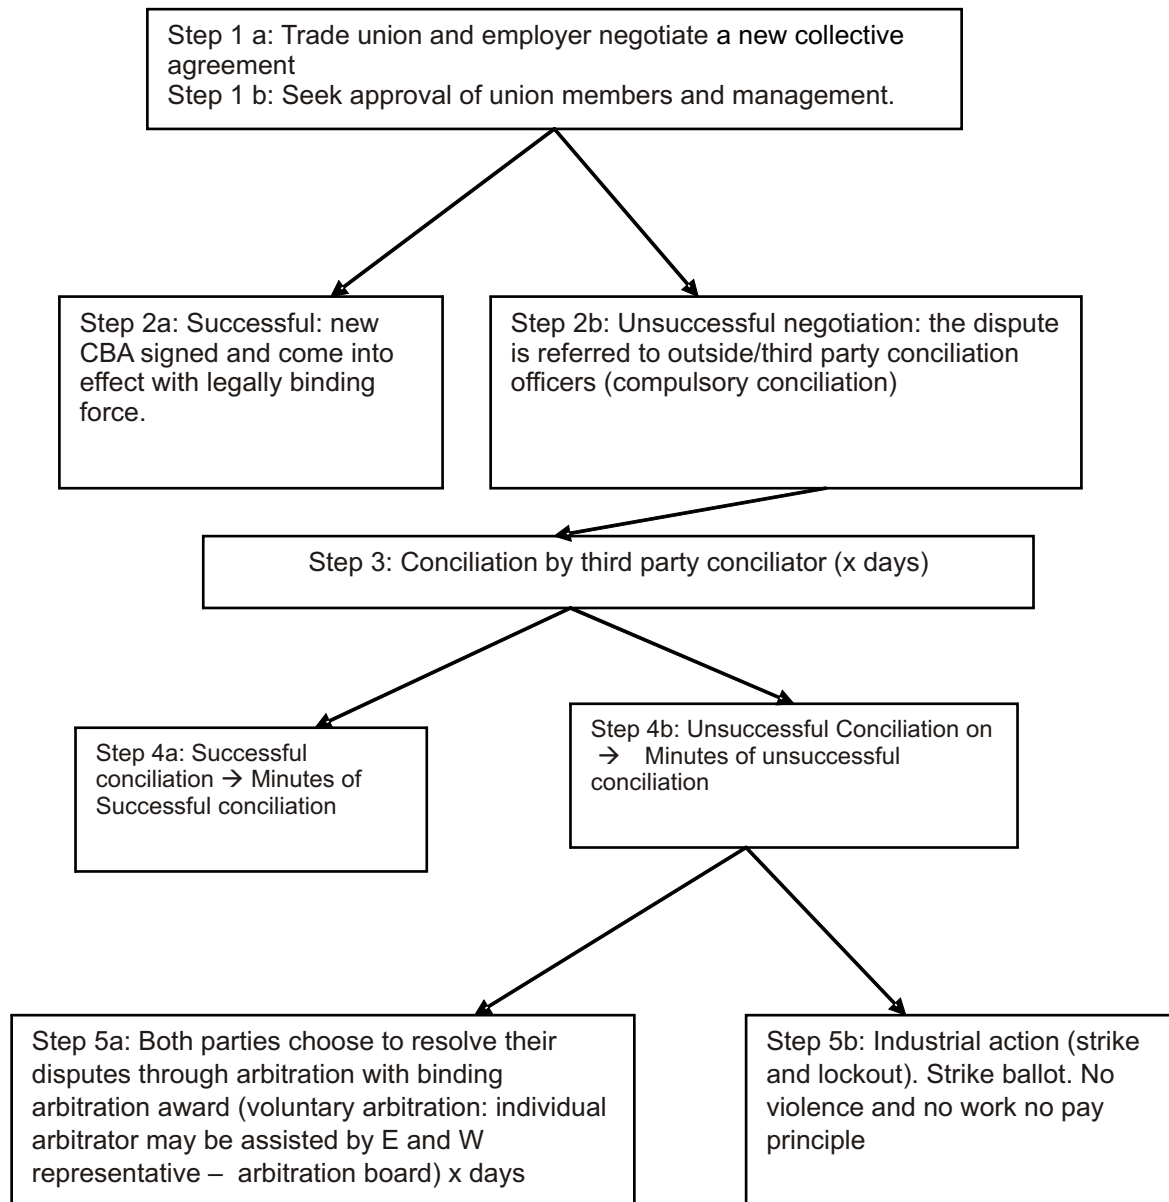 Step 1 a: Trade union and employer negotiate a new collective
agreement
Step 1 b: Seek approval of union members and management.
Step 2a: Successful: new
CBA signed and come into
effect with legally binding
force.
Step 2b: Unsuccessful negotiation: the dispute
is referred to outside/third party conciliation
officers (compulsory conciliation)
Step 3: Conciliation by third party conciliator (x days)
Step 4a: Successful
conciliation → Minutes of
Successful conciliation
Step 4b: Unsuccessful Conciliation on
→ Minutes of unsuccessful
conciliation
Step 5a: Both parties choose to resolve their
disputes through arbitration with binding
arbitration award (voluntary arbitration: individual
arbitrator may be assisted by E and W
representative – arbitration board) x days
Step 5b: Industrial action (strike
and lockout). Strike ballot. No
violence and no work no pay
principle